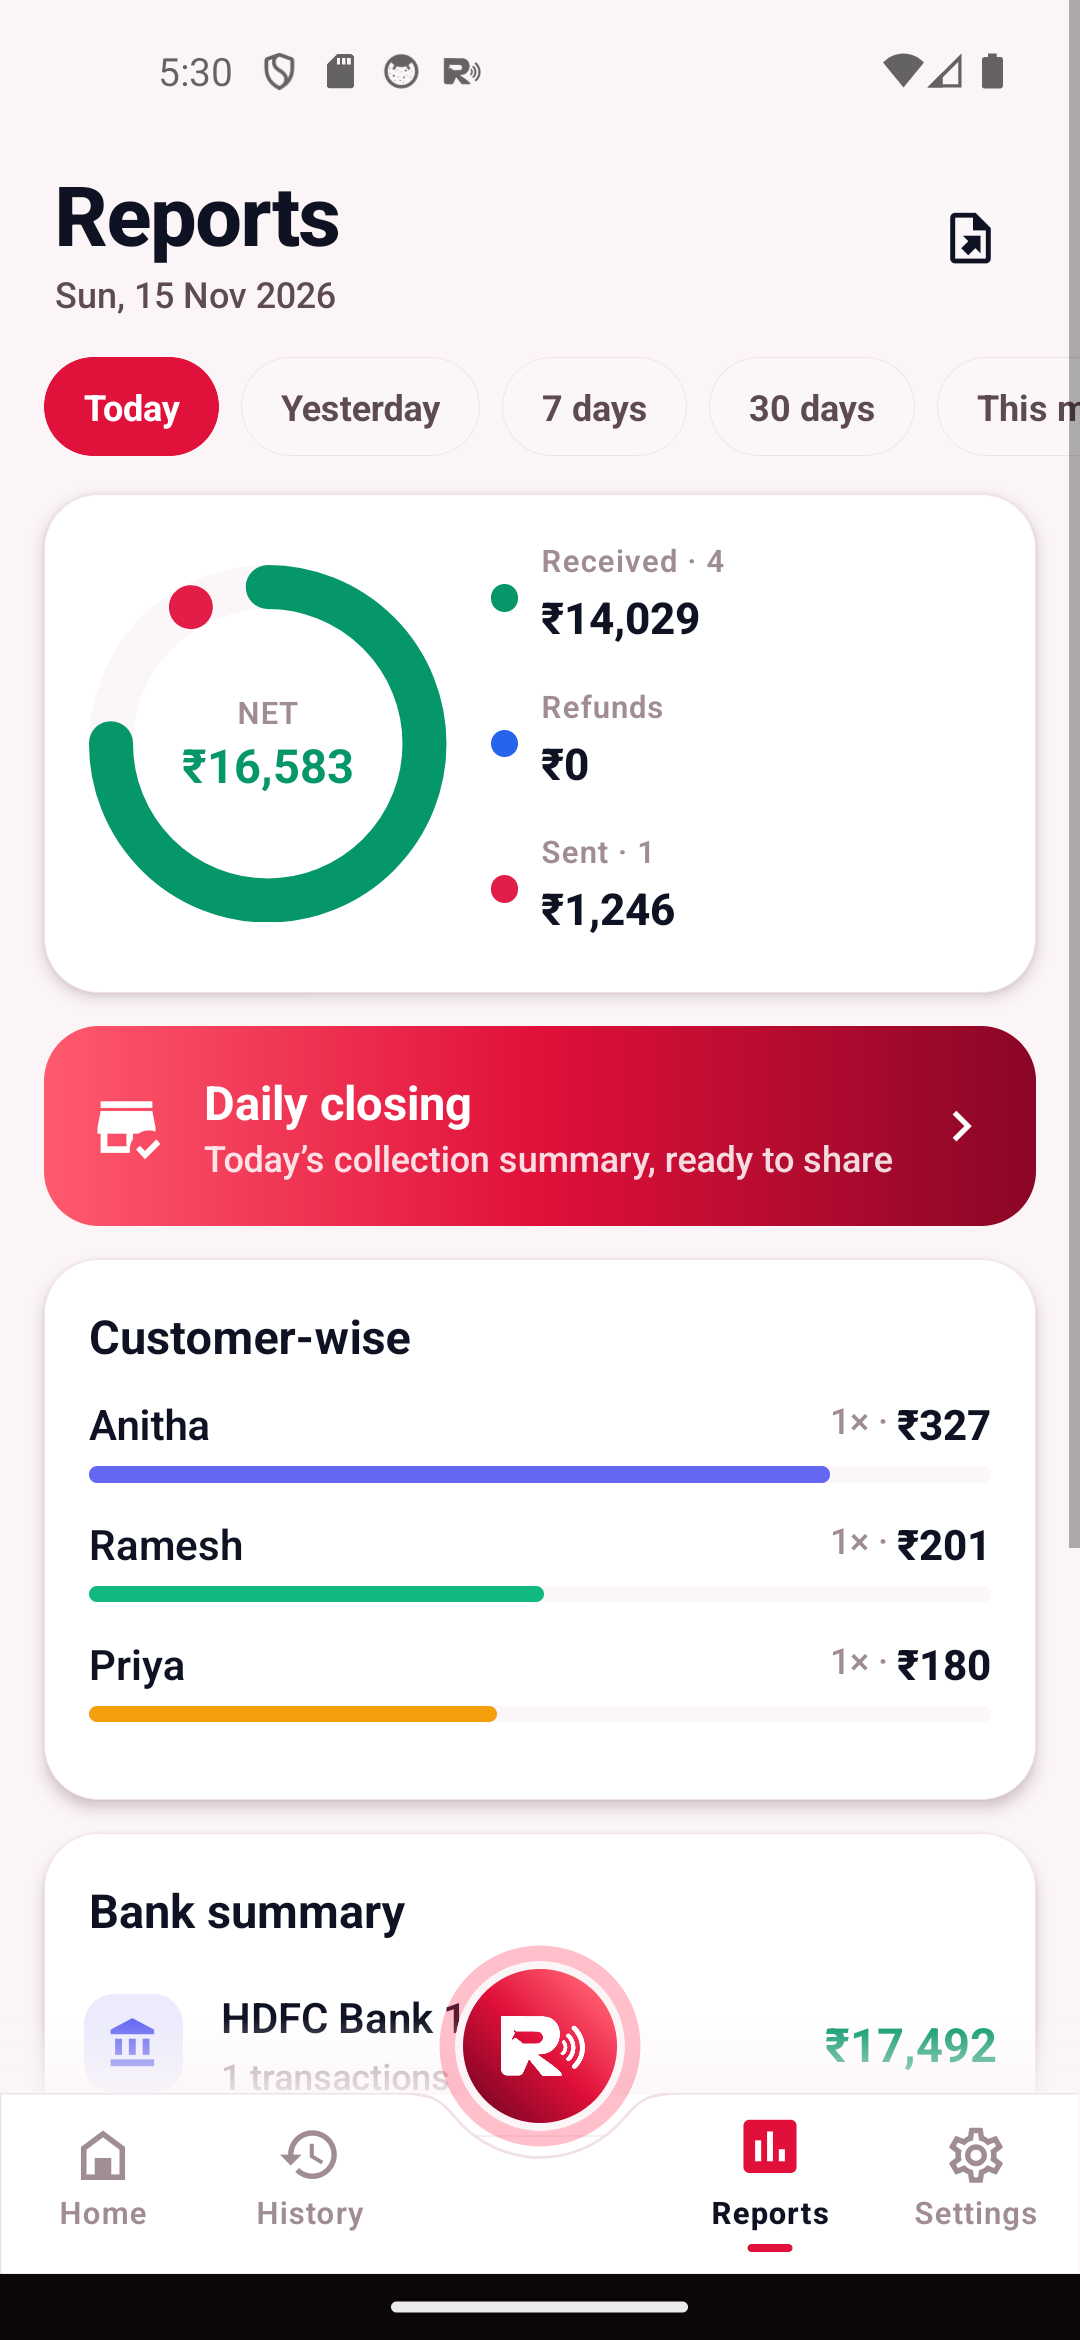 5:30
Reports
Sun, 15 Nov 2026
Today
Yesterday
7 days
30 days
This
Received · 4
₹14,029
NET
₹16,583
Refunds
₹0
Sent · 1
₹1,246
Daily closing
Today’s collection summary, ready to share
Customer-wise
Anitha 1× · ₹327
Ramesh 1× · ₹201
Priya 1× · ₹180
Bank summary
HDFC Bank
₹17,492
1 transactions
Home
History
Reports
Settings